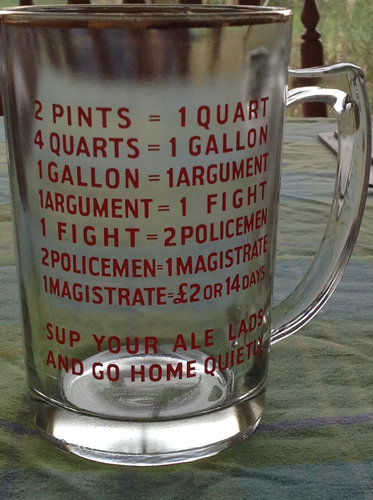 2 PINTS = 1 QUART
4 QUARTS = 1 GALLON
1 GALLON = 1 ARGUMENT
1 ARGUMENT = 1 FIGHT
1 FIGHT = 2 POLICEMEN
2 POLICEMEN = 1 MAGISTRATE
1 MAGISTRATE = £2 OR 14 DAYS
SUP YOUR ALE LADS
AND GO HOME QUIETLY